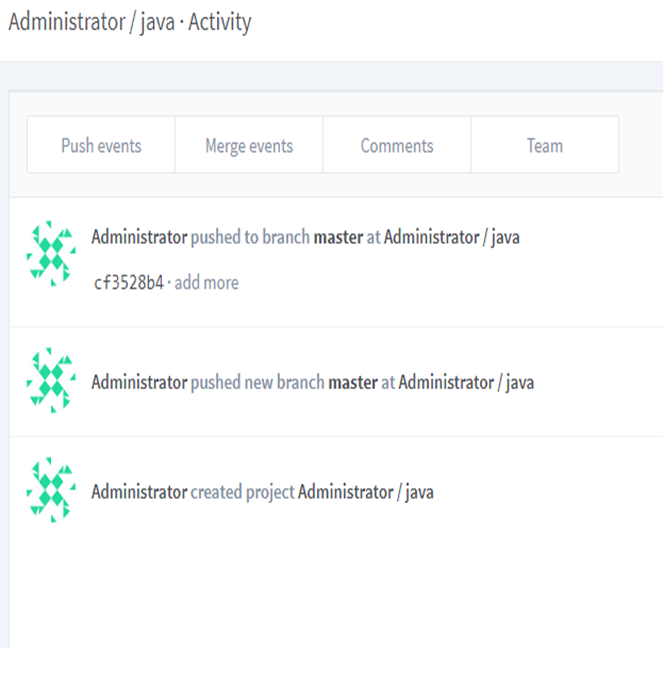 Administrator / java · Activity
Push events Merge events Comments Team
Administrator pushed to branch master at Administrator / java
cf3528b4 · add more
Administrator pushed new branch master at Administrator / java
Administrator created project Administrator / java